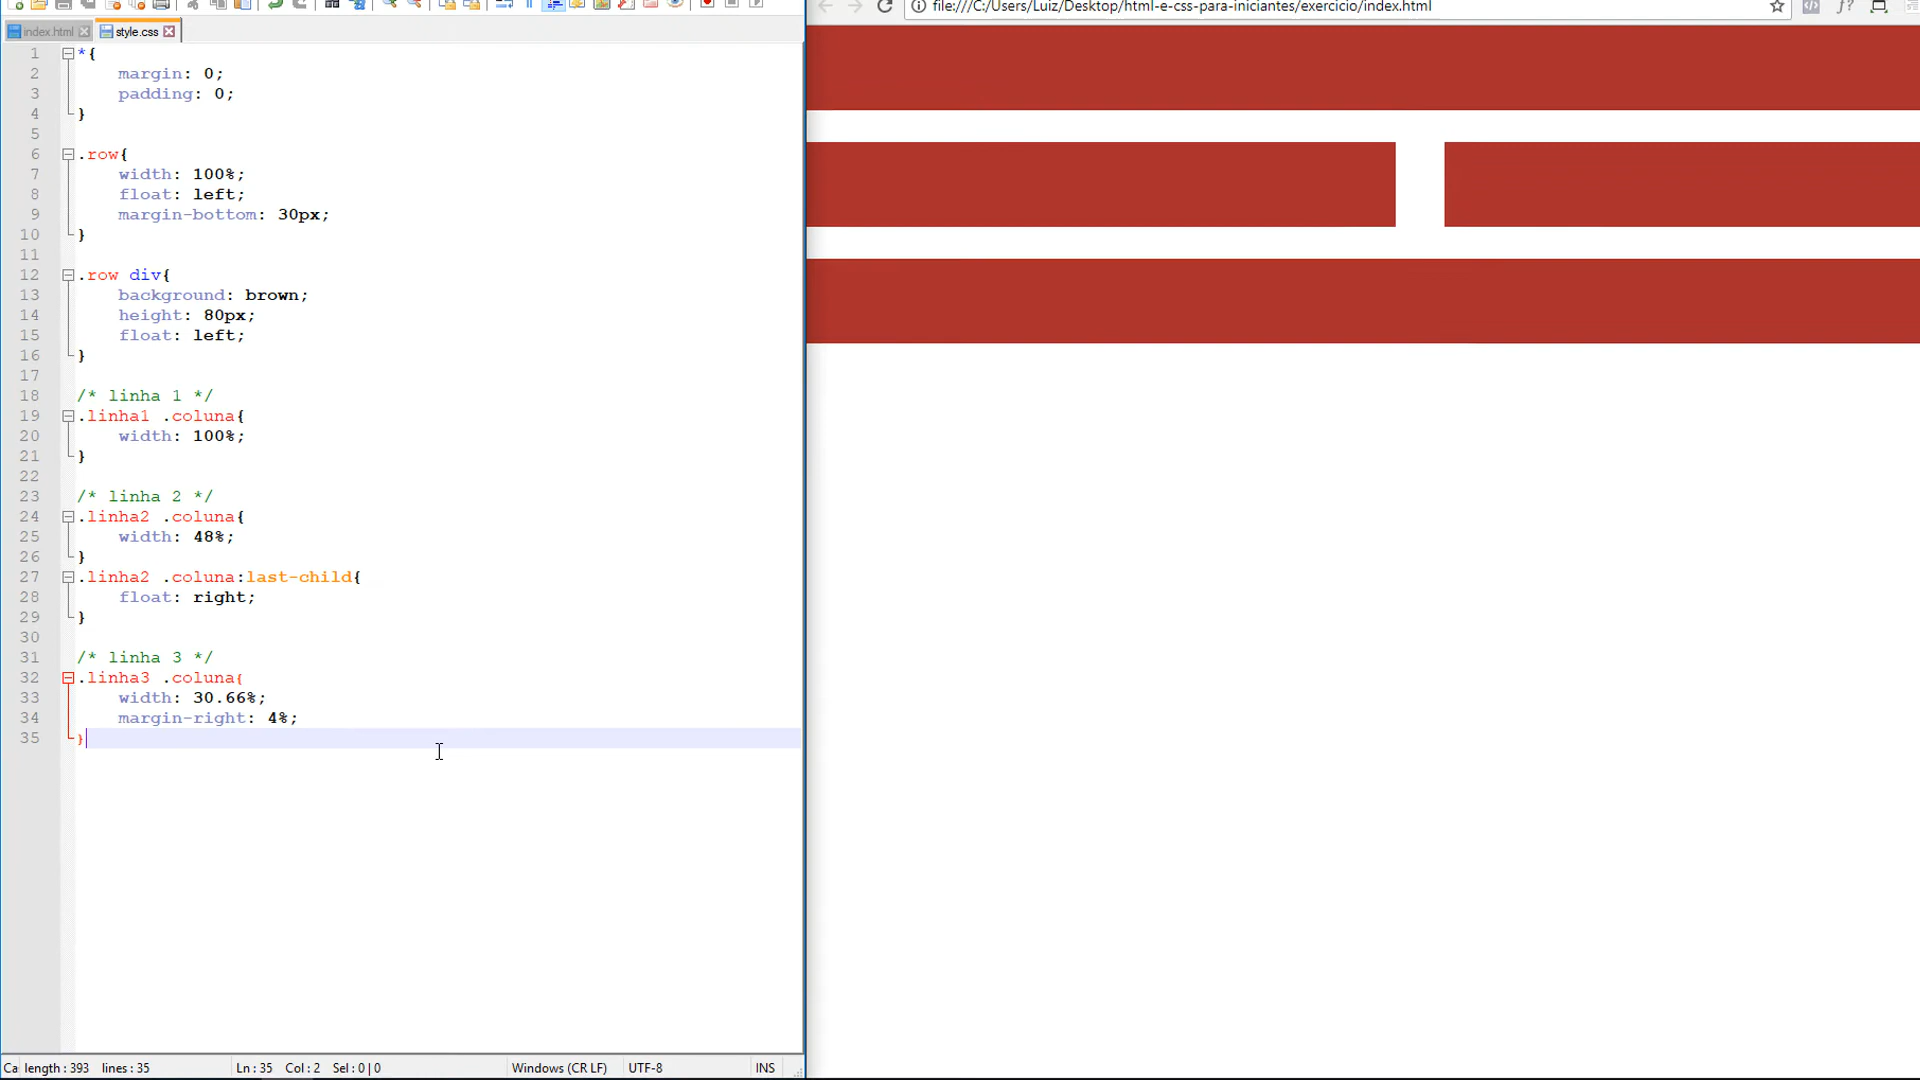 file:///C:/Users/Luiz/Desktop/html-e-css-para-iniciantes/exercicio/index.html
index.html
style.css
1 *{
2 margin: 0;
3 padding: 0;
4 }
5
6 .row{
7 width: 100%;
8 float: left;
9 margin-bottom: 30px;
10 }
11
12 .row div{
13 background: brown;
14 height: 80px;
15 float: left;
16 }
17
18 /* linha 1 */
19 .linha1 .coluna{
20 width: 100%;
21 }
22
23 /* linha 2 */
24 .linha2 .coluna{
25 width: 48%;
26 }
27 .linha2 .coluna:last-child{
28 float: right;
29 }
30
31 /* linha 3 */
32 .linha3 .coluna{
33 width: 30.66%;
34 margin-right: 4%;
35 }
Ca length : 393 lines : 35 Ln : 35 Col : 2 Sel : 0 | 0 Windows (CR LF) UTF-8 INS